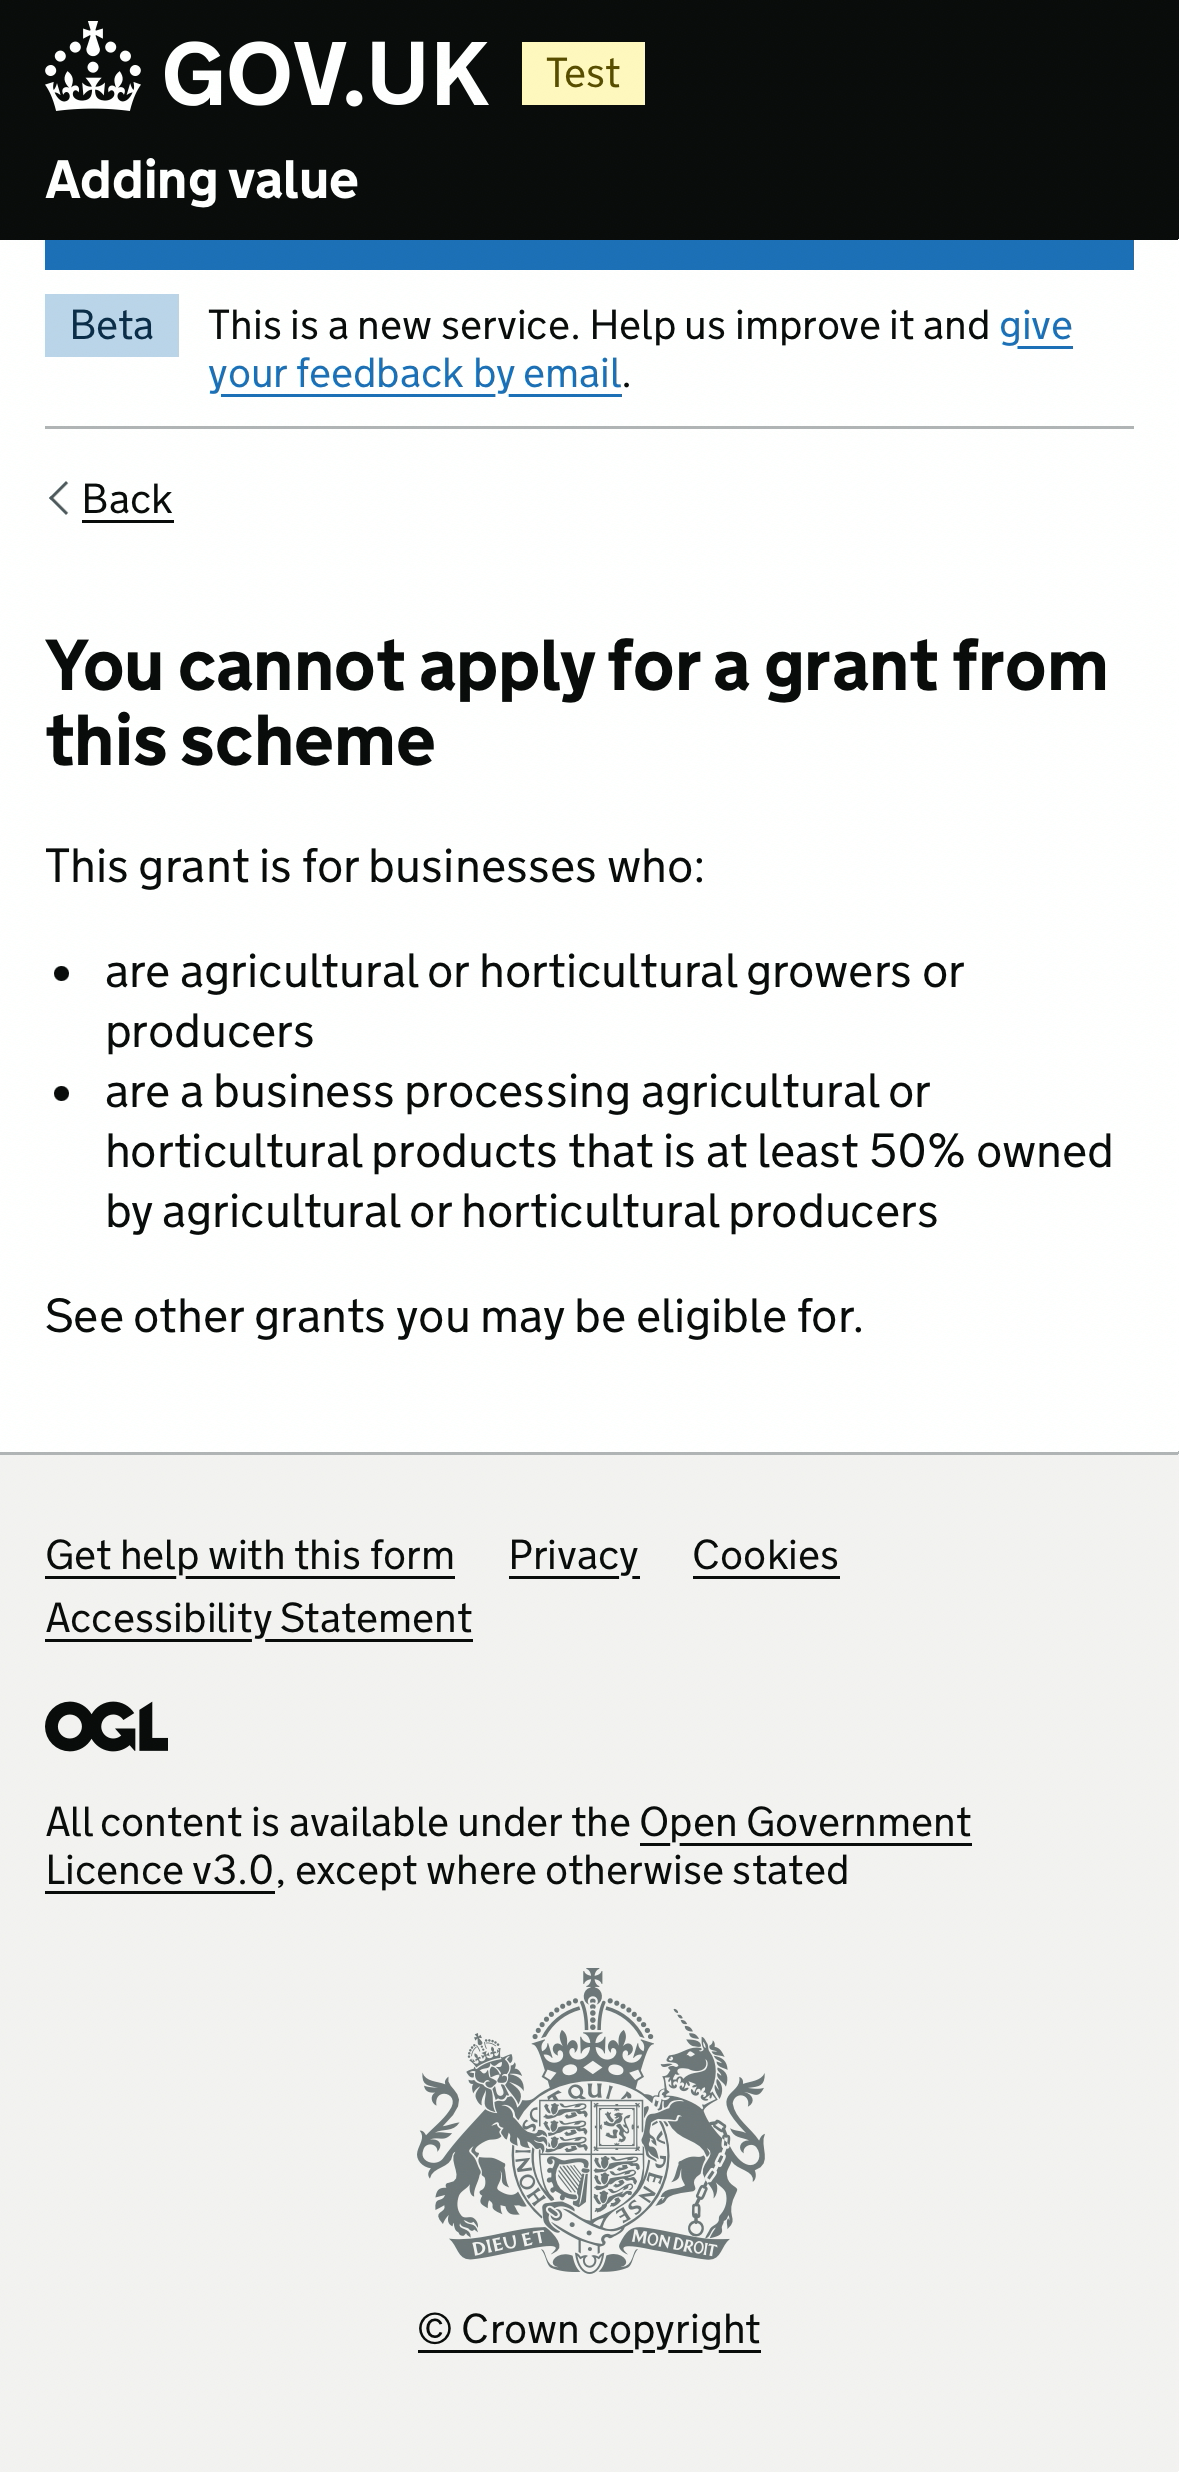 GOV.UK Test
Adding value
Beta This is a new service. Help us improve it and give
your feedback by email.
Back
You cannot apply for a grant from
this scheme
This grant is for businesses who:
• are agricultural or horticultural growers or
producers
• are a business processing agricultural or
horticultural products that is at least 50% owned
by agricultural or horticultural producers
See other grants you may be eligible for.
Get help with this form Privacy Cookies
Accessibility Statement
OGL
All content is available under the Open Government
Licence v3.0, except where otherwise stated
QUI
HONI
DIEU ET MON DROIT
© Crown copyright